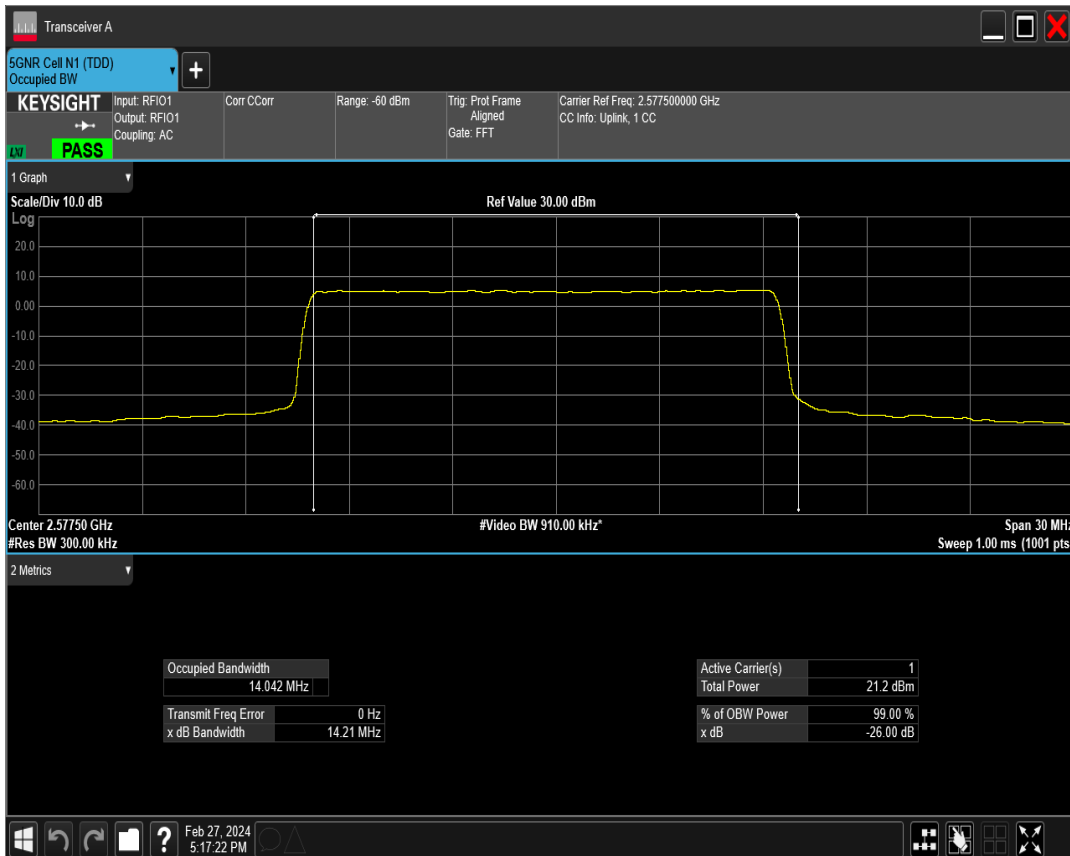 Transceiver A
5GNR Cell N1 (TDD)
Occupied BW
KEYSIGHT
LXI
PASS
Input: RFIO1
Output: RFIO1
Coupling: AC
Corr CCorr
Range: -60 dBm
Trig: Prot Frame
Aligned
Gate: FFT
Carrier Ref Freq: 2.577500000 GHz
CC Info: Uplink, 1 CC
1 Graph
Scale/Div 10.0 dB
Ref Value 30.00 dBm
Log
20.0
10.0
0.00
-10.0
-20.0
-30.0
-40.0
-50.0
-60.0
Center 2.57750 GHz
#Video BW 910.00 kHz*
Span 30 MHz
#Res BW 300.00 kHz
Sweep 1.00 ms (1001 pts
2 Metrics
Occupied Bandwidth
14.042 MHz
Transmit Freq Error 0 Hz
x dB Bandwidth 14.21 MHz
Active Carrier(s) 1
Total Power 21.2 dBm
% of OBW Power 99.00 %
x dB -26.00 dB
?
Feb 27, 2024
5:17:22 PM